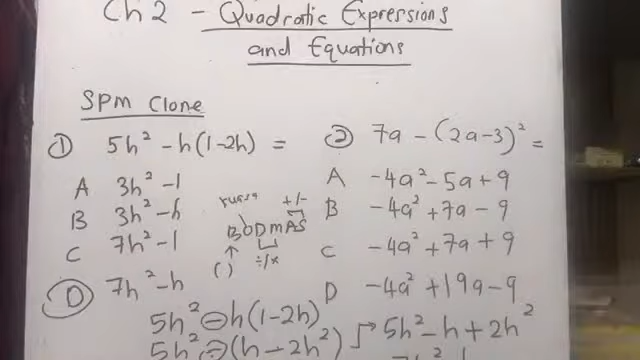 Ch 2 - Quadratic Expressions
and Equations
SPM Clone
① 5h² - h(1-2h) =
A 3h² - 1
B 3h² - h
C 7h² - 1
D 7h² - h
+/-
BODMAS
( ) ÷/×
5h² - h(1-2h)
5h² - (h - 2h²)
5h² - h + 2h²
② 7a - (2a-3)² =
A -4a² - 5a + 9
B -4a² + 7a - 9
C -4a² + 7a + 9
D -4a² + 19a - 9